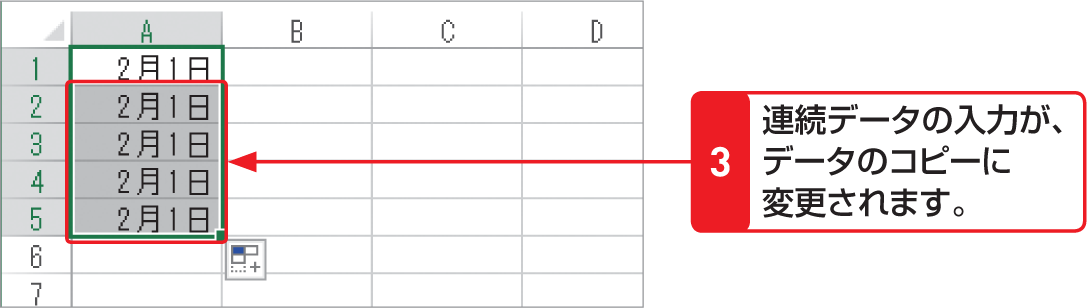 A B C D
1 2月1日
2 2月1日
3 2月1日
4 2月1日
5 2月1日
6
7
3
連続データの入力が、
データのコピーに
変更されます。